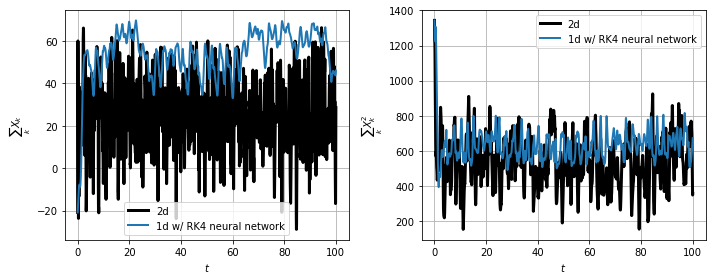 ∑ₖ Xₖ
60
40
20
0
−20
0 20 40 60 80 100
t
2d
1d w/ RK4 neural network
∑ₖ Xₖ²
1400
1200
1000
800
600
400
200
0 20 40 60 80 100
t
2d
1d w/ RK4 neural network